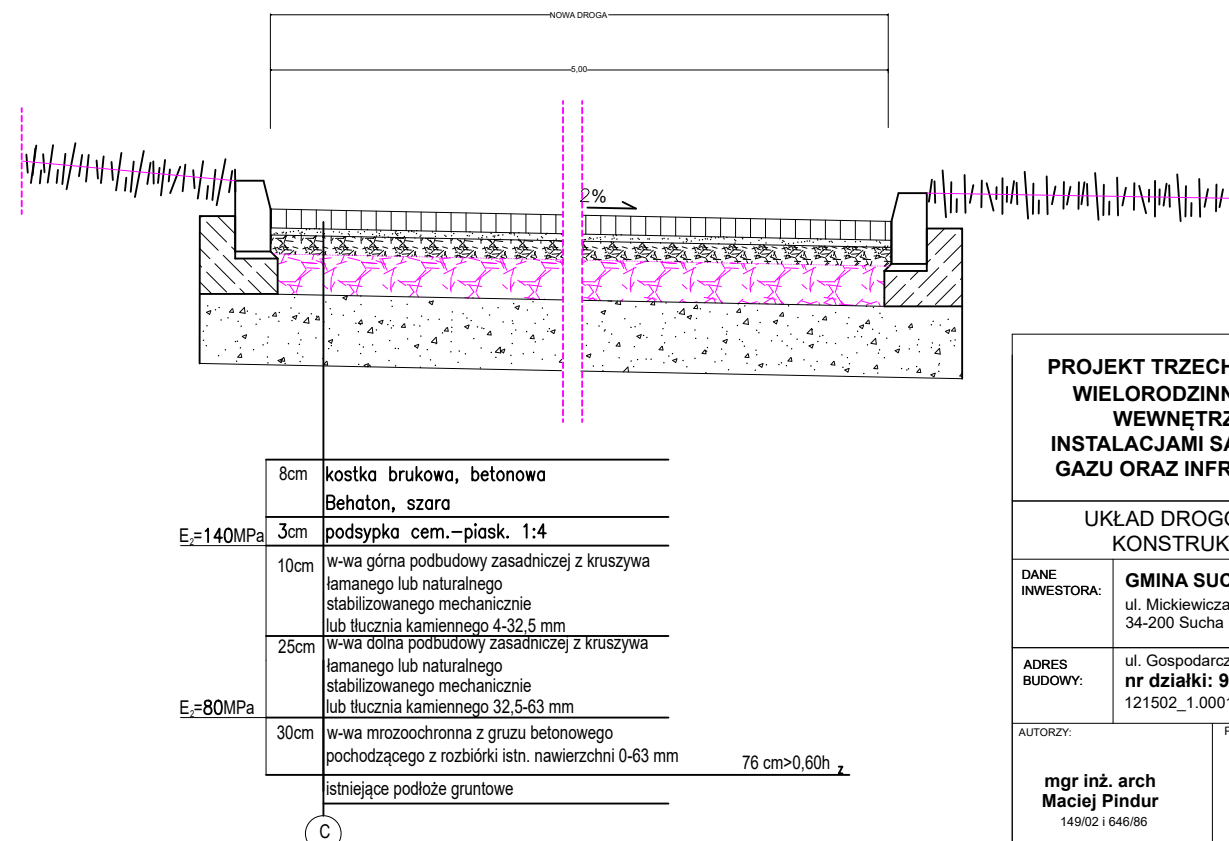 NOWA DROGA
5,00
2%
8cm kostka brukowa, betonowa
Behaton, szara
E₂=140MPa 3cm podsypka cem.-piask. 1:4
10cm w-wa górna podbudowy zasadniczej z kruszywa
łamanego lub naturalnego
stabilizowanego mechanicznie
lub tłucznia kamiennego 4-32,5 mm
25cm w-wa dolna podbudowy zasadniczej z kruszywa
łamanego lub naturalnego
stabilizowanego mechanicznie
E₂=80MPa lub tłucznia kamiennego 32,5-63 mm
30cm w-wa mrozoochronna z gruzu betonowego
pochodzącego z rozbiórki istn. nawierzchni 0-63 mm
76 cm>0,60h z
istniejące podłoże gruntowe
C
PROJEKT TRZECH
WIELORODZINN
WEWNĘTRZ
INSTALACJAMI SA
GAZU ORAZ INFR
UKŁAD DROGO
KONSTRUK
DANE
INWESTORA:
GMINA SUC
ul. Mickiewicza
34-200 Sucha
ADRES
BUDOWY:
ul. Gospodarcz
nr działki: 9
121502_1.0001
AUTORZY:
mgr inż. arch
Maciej Pindur
149/02 i 646/86